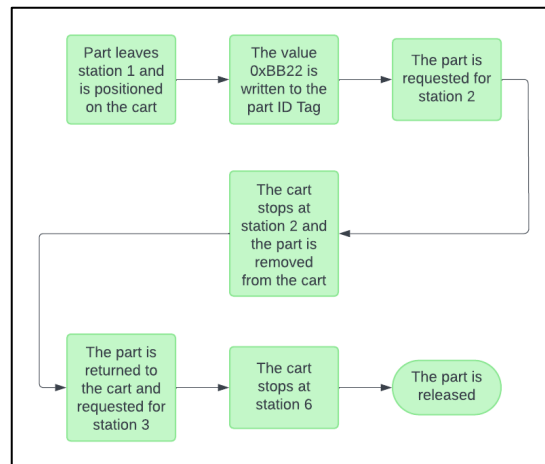 Part leaves
station 1 and
is positioned
on the cart
The value
0xBB22 is
written to the
part ID Tag
The part is
requested for
station 2
The cart
stops at
station 2 and
the part is
removed
from the cart
The part is
returned to
the cart and
requested for
station 3
The cart
stops at
station 6
The part is
released